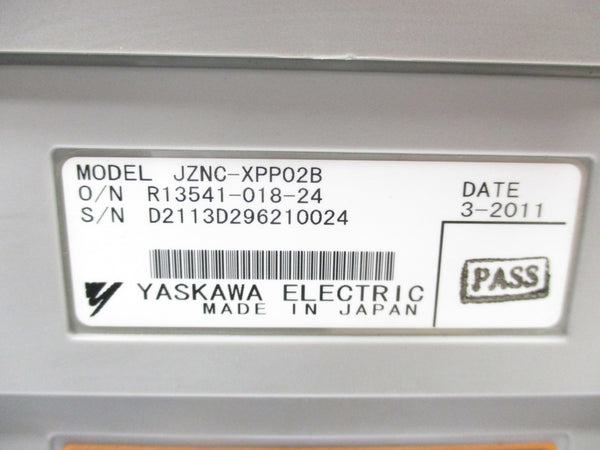 MODEL JZNC-XPP02B
O/N R13541-018-24
S/N D2113D296210024
DATE
3-2011
PASS
YASKAWA ELECTRIC
MADE IN JAPAN